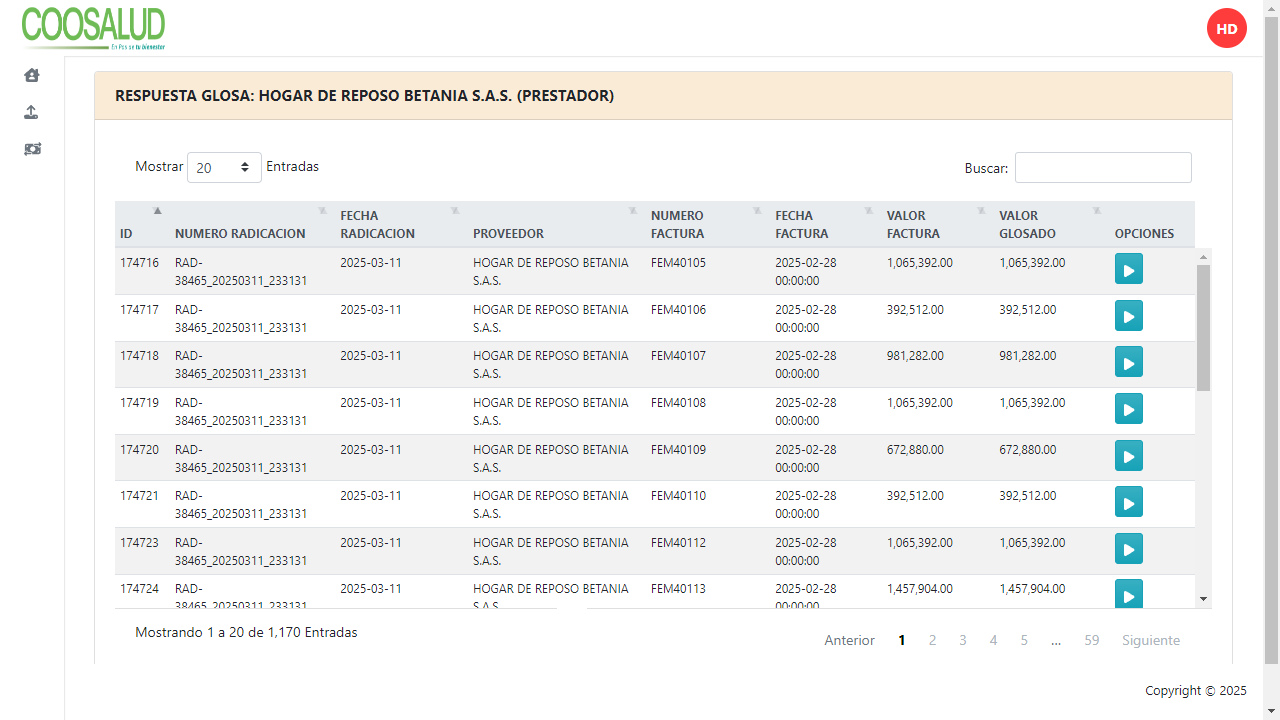 COOSALUD
En Pos de tu bienestar
HD
RESPUESTA GLOSA: HOGAR DE REPOSO BETANIA S.A.S. (PRESTADOR)
Mostrar 20 Entradas
Buscar:
ID NUMERO RADICACION FECHA RADICACION PROVEEDOR NUMERO FACTURA FECHA FACTURA VALOR FACTURA VALOR GLOSADO OPCIONES
174716 RAD- 2025-03-11 HOGAR DE REPOSO BETANIA FEM40105 2025-02-28 1,065,392.00 1,065,392.00
38465_20250311_233131 S.A.S. 00:00:00
174717 RAD- 2025-03-11 HOGAR DE REPOSO BETANIA FEM40106 2025-02-28 392,512.00 392,512.00
38465_20250311_233131 S.A.S. 00:00:00
174718 RAD- 2025-03-11 HOGAR DE REPOSO BETANIA FEM40107 2025-02-28 981,282.00 981,282.00
38465_20250311_233131 S.A.S. 00:00:00
174719 RAD- 2025-03-11 HOGAR DE REPOSO BETANIA FEM40108 2025-02-28 1,065,392.00 1,065,392.00
38465_20250311_233131 S.A.S. 00:00:00
174720 RAD- 2025-03-11 HOGAR DE REPOSO BETANIA FEM40109 2025-02-28 672,880.00 672,880.00
38465_20250311_233131 S.A.S. 00:00:00
174721 RAD- 2025-03-11 HOGAR DE REPOSO BETANIA FEM40110 2025-02-28 392,512.00 392,512.00
38465_20250311_233131 S.A.S. 00:00:00
174723 RAD- 2025-03-11 HOGAR DE REPOSO BETANIA FEM40112 2025-02-28 1,065,392.00 1,065,392.00
38465_20250311_233131 S.A.S. 00:00:00
174724 RAD- 2025-03-11 HOGAR DE REPOSO BETANIA FEM40113 2025-02-28 1,457,904.00 1,457,904.00
38465_20250311_233131 S.A.S. 00:00:00
Mostrando 1 a 20 de 1,170 Entradas
Anterior 1 2 3 4 5 ... 59 Siguiente
Copyright © 2025